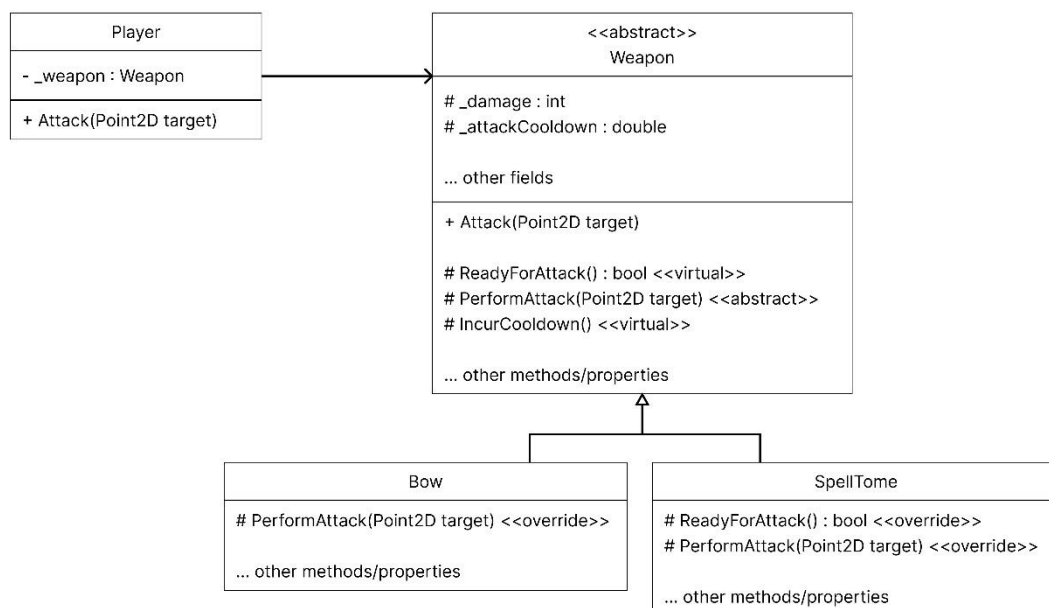 Player
- _weapon : Weapon
+ Attack(Point2D target)
<<abstract>>
Weapon
# _damage : int
# _attackCooldown : double
... other fields
+ Attack(Point2D target)
# ReadyForAttack() : bool <<virtual>>
# PerformAttack(Point2D target) <<abstract>>
# IncurCooldown() <<virtual>>
... other methods/properties
Bow
# PerformAttack(Point2D target) <<override>>
... other methods/properties
SpellTome
# ReadyForAttack() : bool <<override>>
# PerformAttack(Point2D target) <<override>>
... other methods/properties